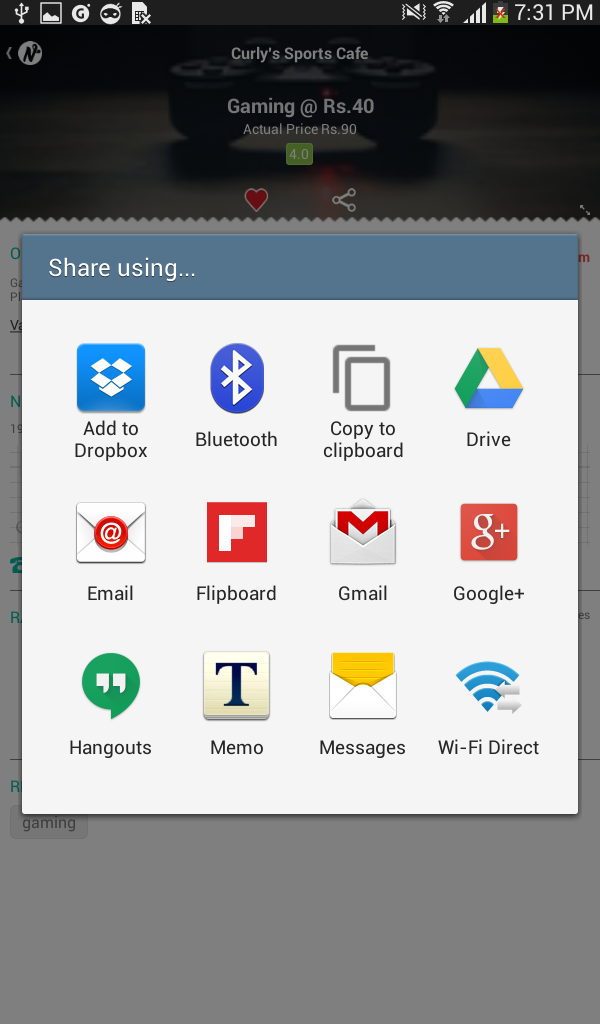 7:31 PM
Curly's Sports Cafe
Gaming @ Rs.40
Actual Price Rs.90
4.0
Share using...
Add to
Dropbox
Bluetooth
Copy to
clipboard
Drive
Email
Flipboard
Gmail
Google+
Hangouts
Memo
Messages
Wi-Fi Direct
gaming